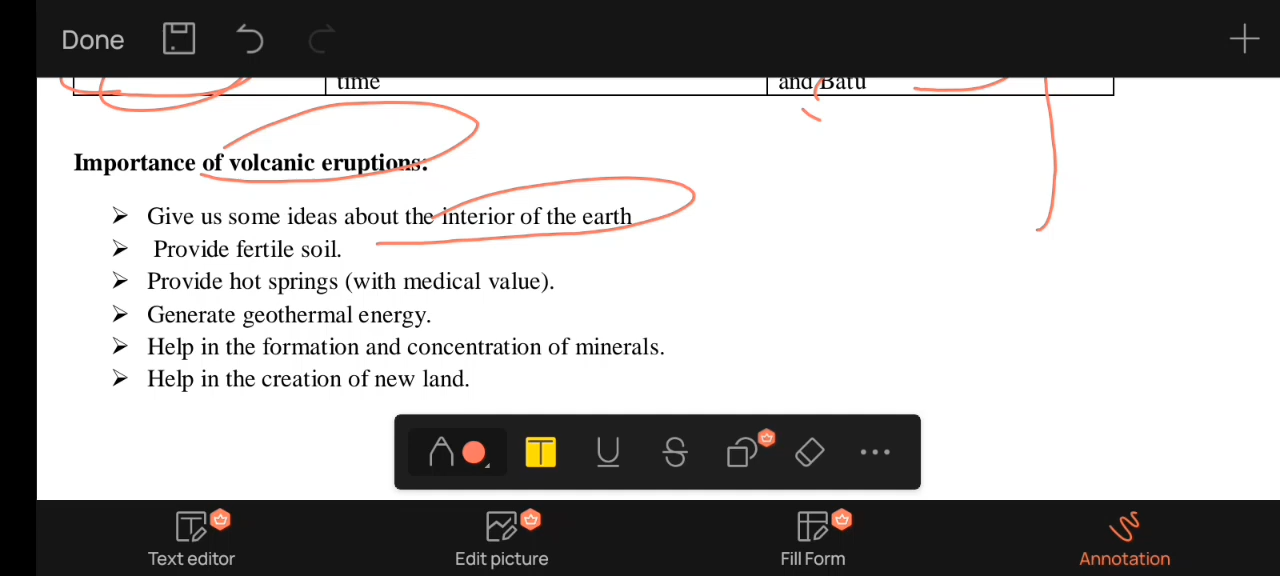 Done
time and Batu
Importance of volcanic eruptions:
➢ Give us some ideas about the interior of the earth
➢ Provide fertile soil.
➢ Provide hot springs (with medical value).
➢ Generate geothermal energy.
➢ Help in the formation and concentration of minerals.
➢ Help in the creation of new land.
Text editor Edit picture Fill Form Annotation